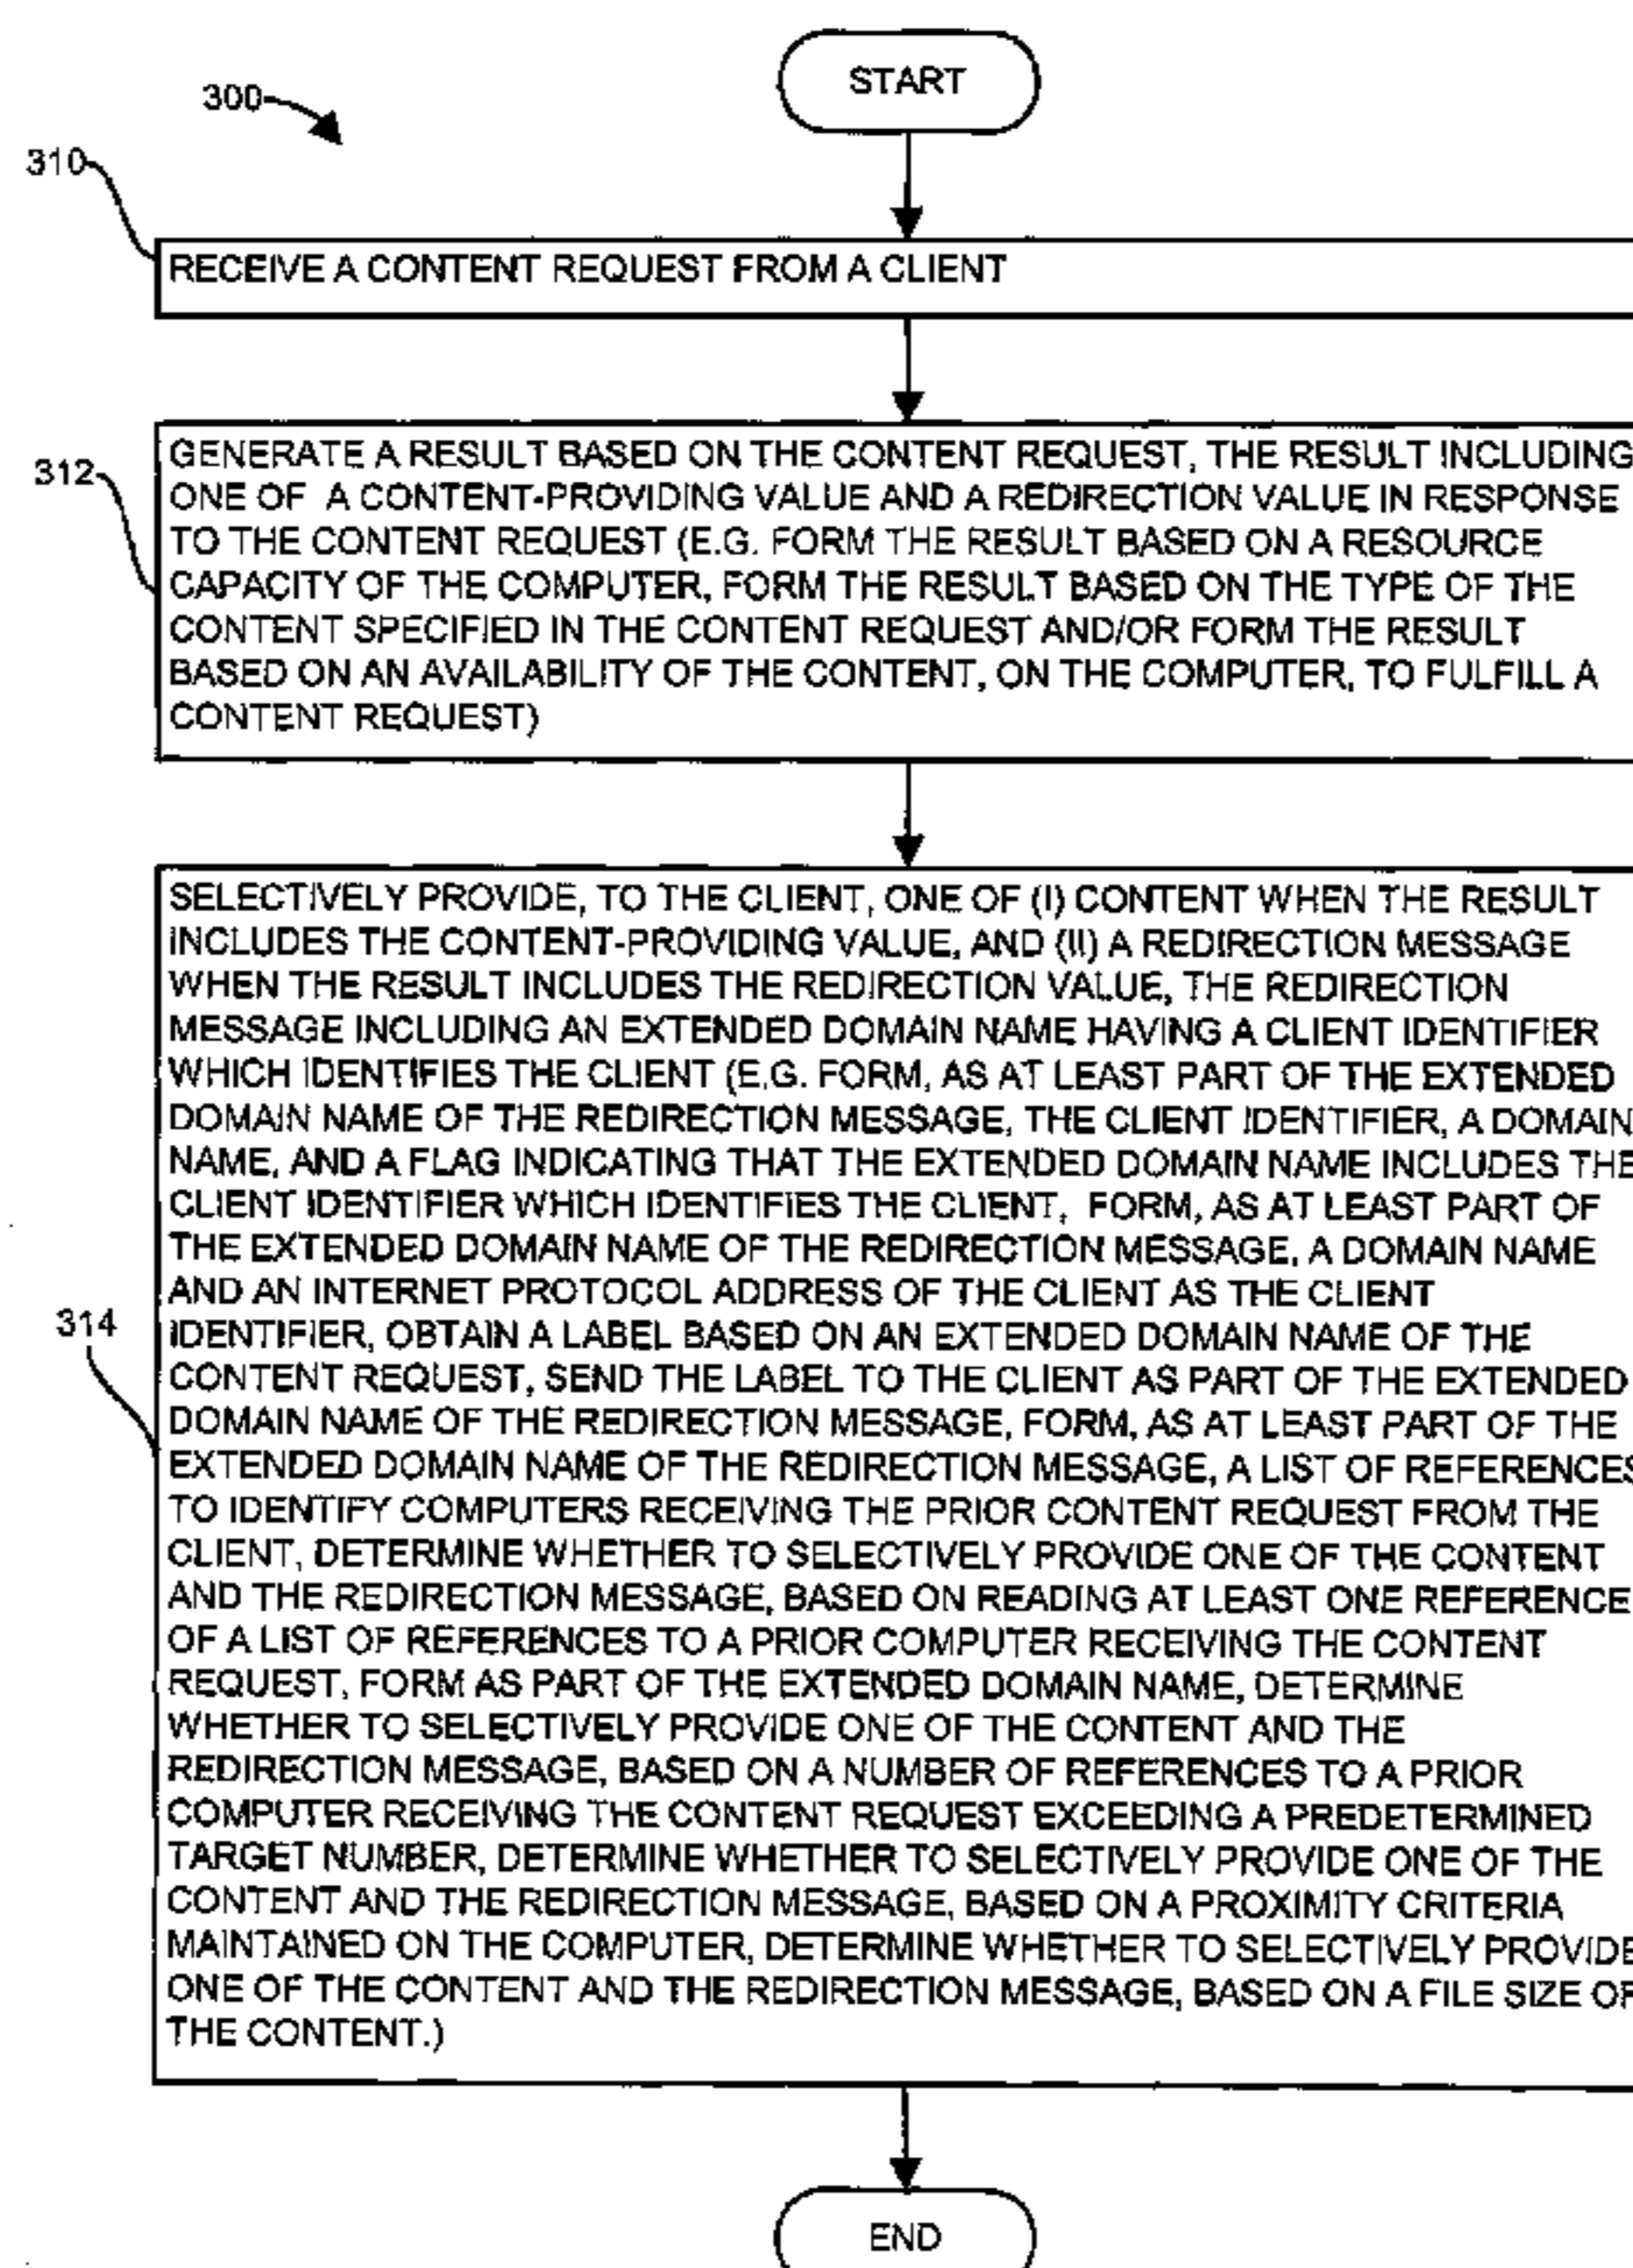 START
300
310
RECEIVE A CONTENT REQUEST FROM A CLIENT
312
GENERATE A RESULT BASED ON THE CONTENT REQUEST, THE RESULT INCLUDING
ONE OF A CONTENT-PROVIDING VALUE AND A REDIRECTION VALUE IN RESPONSE
TO THE CONTENT REQUEST (E.G. FORM THE RESULT BASED ON A RESOURCE
CAPACITY OF THE COMPUTER, FORM THE RESULT BASED ON THE TYPE OF THE
CONTENT SPECIFIED IN THE CONTENT REQUEST AND/OR FORM THE RESULT
BASED ON AN AVAILABILITY OF THE CONTENT, ON THE COMPUTER, TO FULFILL A
CONTENT REQUEST)
314
SELECTIVELY PROVIDE, TO THE CLIENT, ONE OF (I) CONTENT WHEN THE RESULT
INCLUDES THE CONTENT-PROVIDING VALUE, AND (II) A REDIRECTION MESSAGE
WHEN THE RESULT INCLUDES THE REDIRECTION VALUE, THE REDIRECTION
MESSAGE INCLUDING AN EXTENDED DOMAIN NAME HAVING A CLIENT IDENTIFIER
WHICH IDENTIFIES THE CLIENT (E.G. FORM, AS AT LEAST PART OF THE EXTENDED
DOMAIN NAME OF THE REDIRECTION MESSAGE, THE CLIENT IDENTIFIER, A DOMAIN
NAME, AND A FLAG INDICATING THAT THE EXTENDED DOMAIN NAME INCLUDES THE
CLIENT IDENTIFIER WHICH IDENTIFIES THE CLIENT, FORM, AS AT LEAST PART OF
THE EXTENDED DOMAIN NAME OF THE REDIRECTION MESSAGE, A DOMAIN NAME
AND AN INTERNET PROTOCOL ADDRESS OF THE CLIENT AS THE CLIENT
IDENTIFIER, OBTAIN A LABEL BASED ON AN EXTENDED DOMAIN NAME OF THE
CONTENT REQUEST, SEND THE LABEL TO THE CLIENT AS PART OF THE EXTENDED
DOMAIN NAME OF THE REDIRECTION MESSAGE, FORM, AS AT LEAST PART OF THE
EXTENDED DOMAIN NAME OF THE REDIRECTION MESSAGE, A LIST OF REFERENCES
TO IDENTIFY COMPUTERS RECEIVING THE PRIOR CONTENT REQUEST FROM THE
CLIENT, DETERMINE WHETHER TO SELECTIVELY PROVIDE ONE OF THE CONTENT
AND THE REDIRECTION MESSAGE, BASED ON READING AT LEAST ONE REFERENCE
OF A LIST OF REFERENCES TO A PRIOR COMPUTER RECEIVING THE CONTENT
REQUEST, FORM AS PART OF THE EXTENDED DOMAIN NAME, DETERMINE
WHETHER TO SELECTIVELY PROVIDE ONE OF THE CONTENT AND THE
REDIRECTION MESSAGE, BASED ON A NUMBER OF REFERENCES TO A PRIOR
COMPUTER RECEIVING THE CONTENT REQUEST EXCEEDING A PREDETERMINED
TARGET NUMBER, DETERMINE WHETHER TO SELECTIVELY PROVIDE ONE OF THE
CONTENT AND THE REDIRECTION MESSAGE, BASED ON A PROXIMITY CRITERIA
MAINTAINED ON THE COMPUTER, DETERMINE WHETHER TO SELECTIVELY PROVIDE
ONE OF THE CONTENT AND THE REDIRECTION MESSAGE, BASED ON A FILE SIZE OF
THE CONTENT.)
END